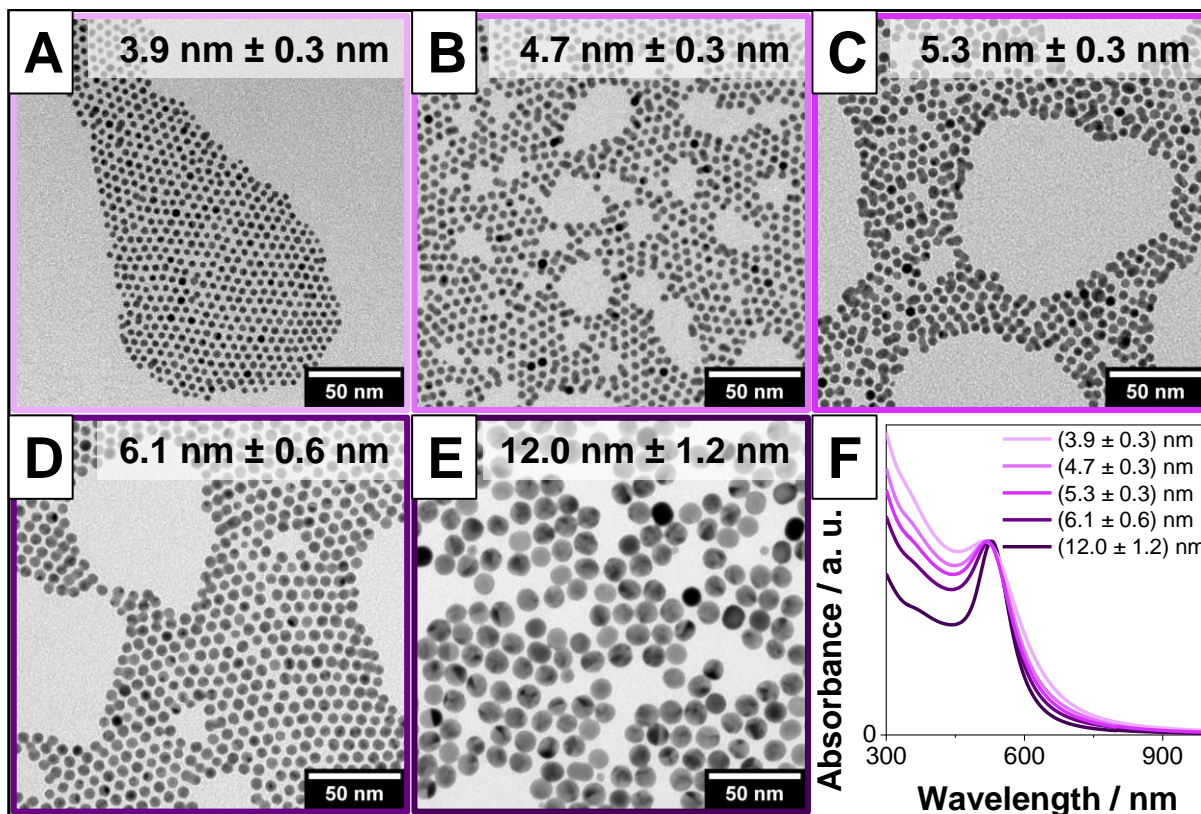 A
3.9 nm ± 0.3 nm
50 nm
B
4.7 nm ± 0.3 nm
50 nm
C
5.3 nm ± 0.3 nm
50 nm
D
6.1 nm ± 0.6 nm
50 nm
E
12.0 nm ± 1.2 nm
50 nm
F
(3.9 ± 0.3) nm
(4.7 ± 0.3) nm
(5.3 ± 0.3) nm
(6.1 ± 0.6) nm
(12.0 ± 1.2) nm
Absorbance / a. u.
0
300
600
900
Wavelength / nm